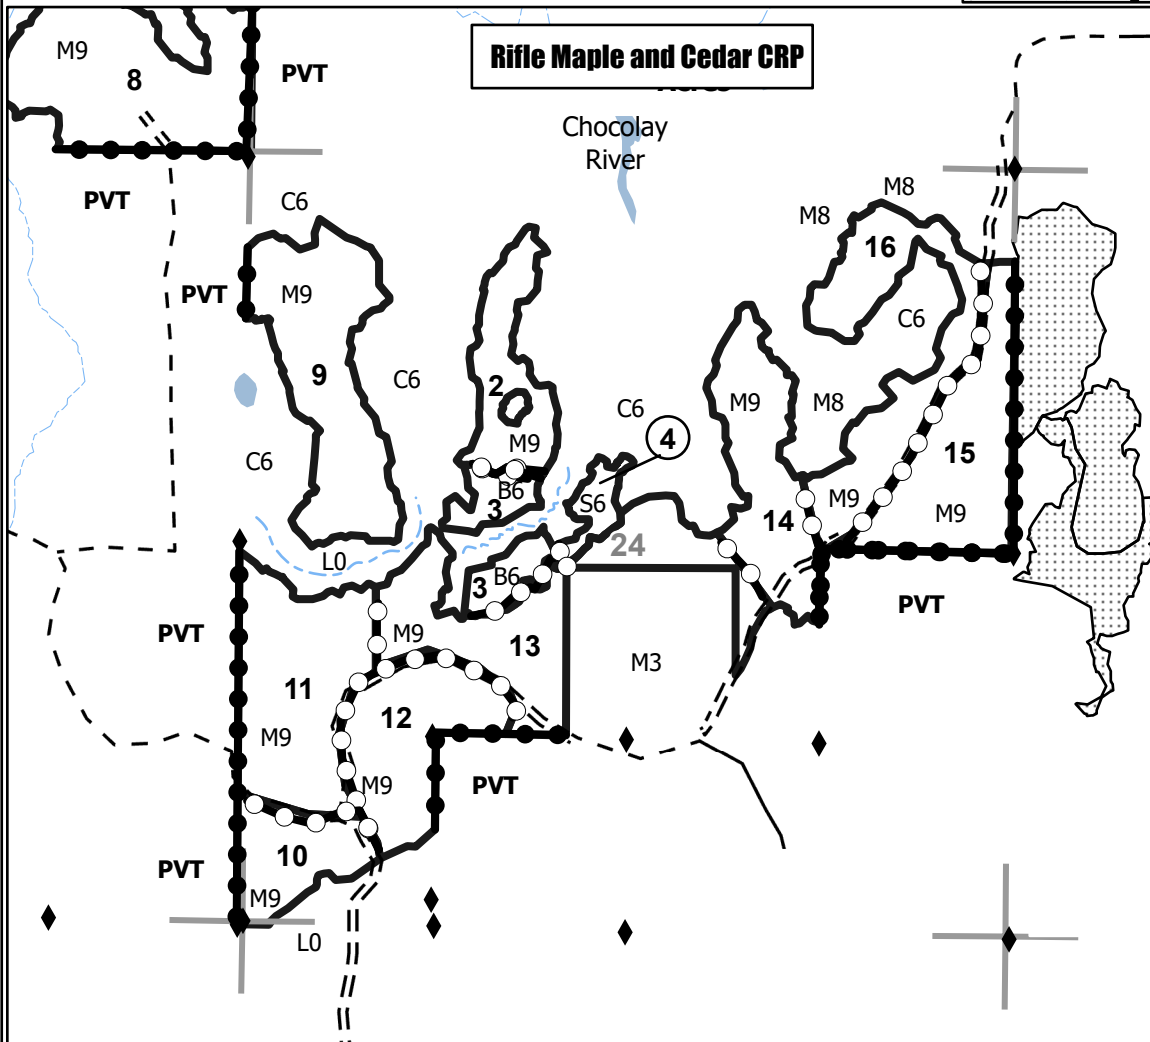 Rifle Maple and Cedar CRP
M9
8
PVT
Chocolay
River
PVT
C6
M8
M8
16
PVT
M9
C6
9
C6
2
C6
M9
M8
4
M9
C6
15
B6
3
S6
M9
M9
14
24
L0
B6
3
PVT
PVT
M9
13
M3
11
12
M9
M9
PVT
10
PVT
M9
L0